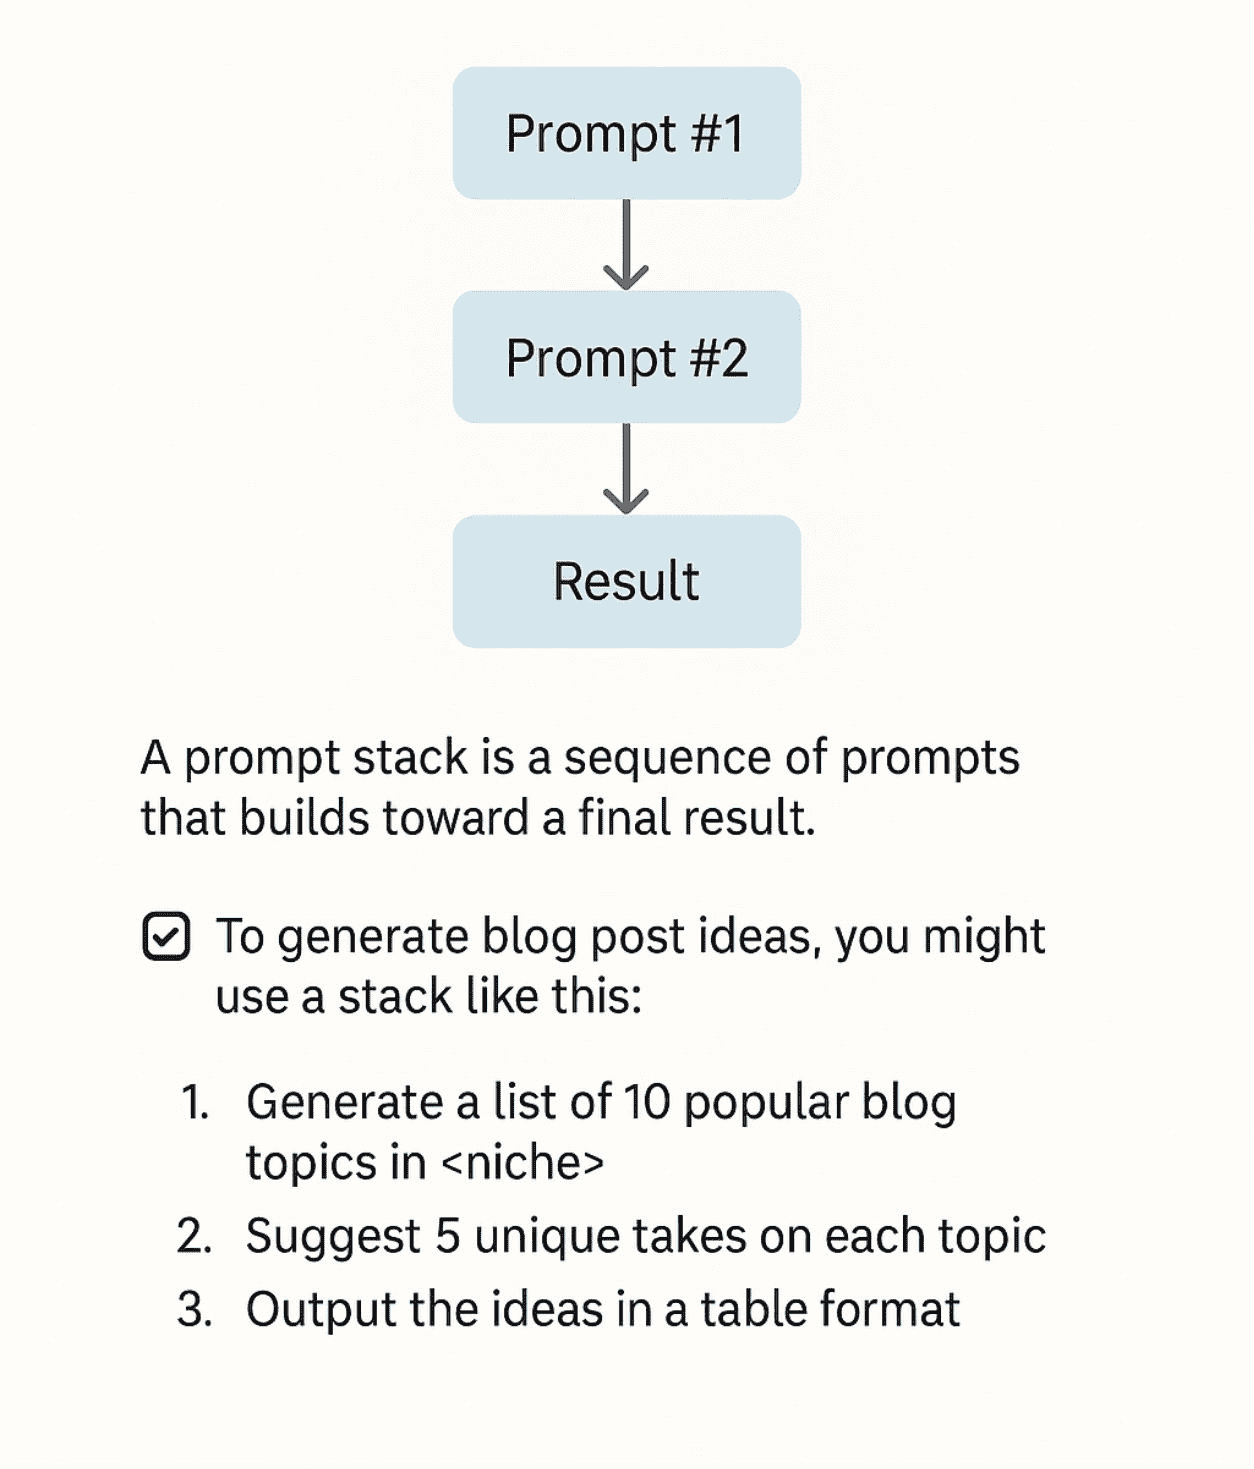 Prompt #1
Prompt #2
Result
A prompt stack is a sequence of prompts
that builds toward a final result.
To generate blog post ideas, you might
use a stack like this:
1. Generate a list of 10 popular blog
topics in <niche>
2. Suggest 5 unique takes on each topic
3. Output the ideas in a table format